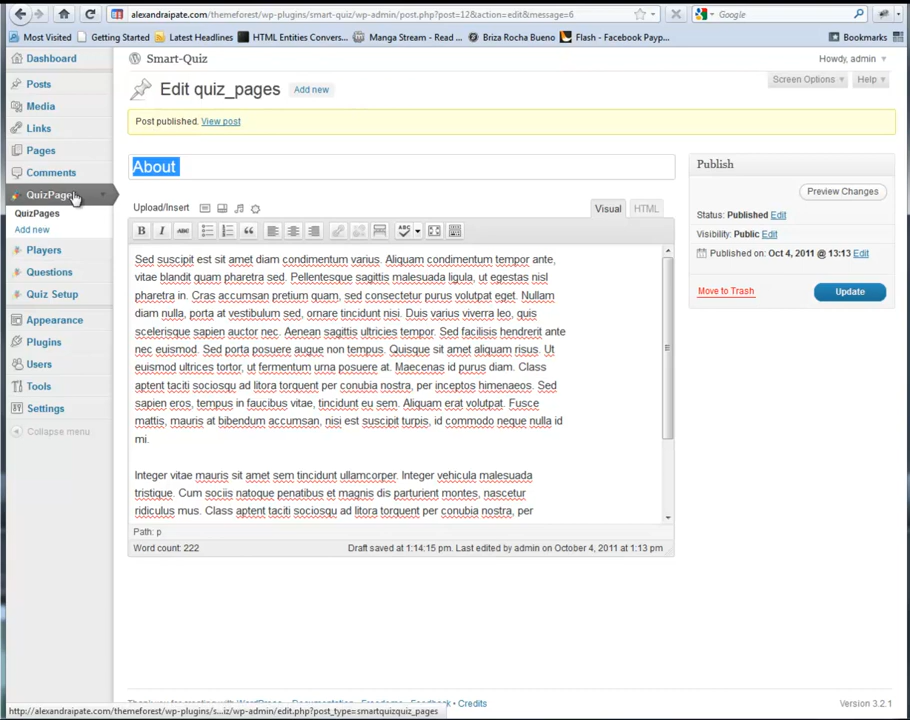 alexandraipate.com/themeforest/wp-plugins/smart-quiz/wp-admin/post.php?post=12&action=edit&message=6
Google
Most Visited
Getting Started
Latest Headlines
HTML Entities Convers...
Manga Stream - Read ...
Briza Rocha Bueno
Flash - Facebook Payp...
Bookmarks
Dashboard
Smart-Quiz
Howdy, admin
Posts
Edit quiz_pages
Add new
Screen Options
Help
Media
Post published. View post
Links
Pages
About
Publish
Comments
Preview Changes
QuizPages
Upload/Insert
Visual
HTML
QuizPages
Status: Published Edit
Add new
Visibility: Public Edit
Players
Published on: Oct 4, 2011 @ 13:13 Edit
Questions
Move to Trash
Update
Quiz Setup
Appearance
Plugins
Users
Tools
Settings
Collapse menu
Sed suscipit est sit amet diam condimentum varius. Aliquam condimentum tempor ante,
vitae blandit quam pharetra sed. Pellentesque sagittis malesuada ligula, ut egestas nisl
pharetra in. Cras accumsan pretium quam, sed consectetur purus volutpat eget. Nullam
diam nulla, porta at vestibulum sed, ornare tincidunt nisi. Duis varius viverra leo, quis
scelerisque sapien auctor nec. Aenean sagittis ultricies tempor. Sed facilisis hendrerit ante
nec euismod. Sed porta posuere augue non tempus. Quisque sit amet aliquam risus. Ut
euismod ultrices tortor, ut fermentum urna posuere at. Maecenas id purus diam. Class
aptent taciti sociosqu ad litora torquent per conubia nostra, per inceptos himenaeos. Sed
sapien eros, tempus in faucibus vitae, tincidunt eu sem. Aliquam erat volutpat. Fusce
mattis, mauris at bibendum accumsan, nisi est suscipit turpis, id commodo neque nulla id
mi.
Integer vitae mauris sit amet sem tincidunt ullamcorper. Integer vehicula malesuada
tristique. Cum sociis natoque penatibus et magnis dis parturient montes, nascetur
ridiculus mus. Class aptent taciti sociosqu ad litora torquent per conubia nostra, per
Path: p
Word count: 222
Draft saved at 1:14:15 pm. Last edited by admin on October 4, 2011 at 1:13 pm
Credits
Version 3.2.1
http://alexandraipate.com/themeforest/wp-plugins/s...iz/wp-admin/edit.php?post_type=smartquizquiz_pages